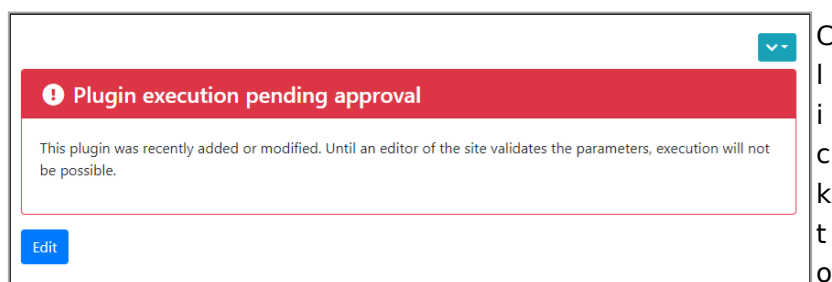 Plugin execution pending approval
This plugin was recently added or modified. Until an editor of the site validates the parameters, execution will not
be possible.
Edit
C
l
i
c
k
t
o